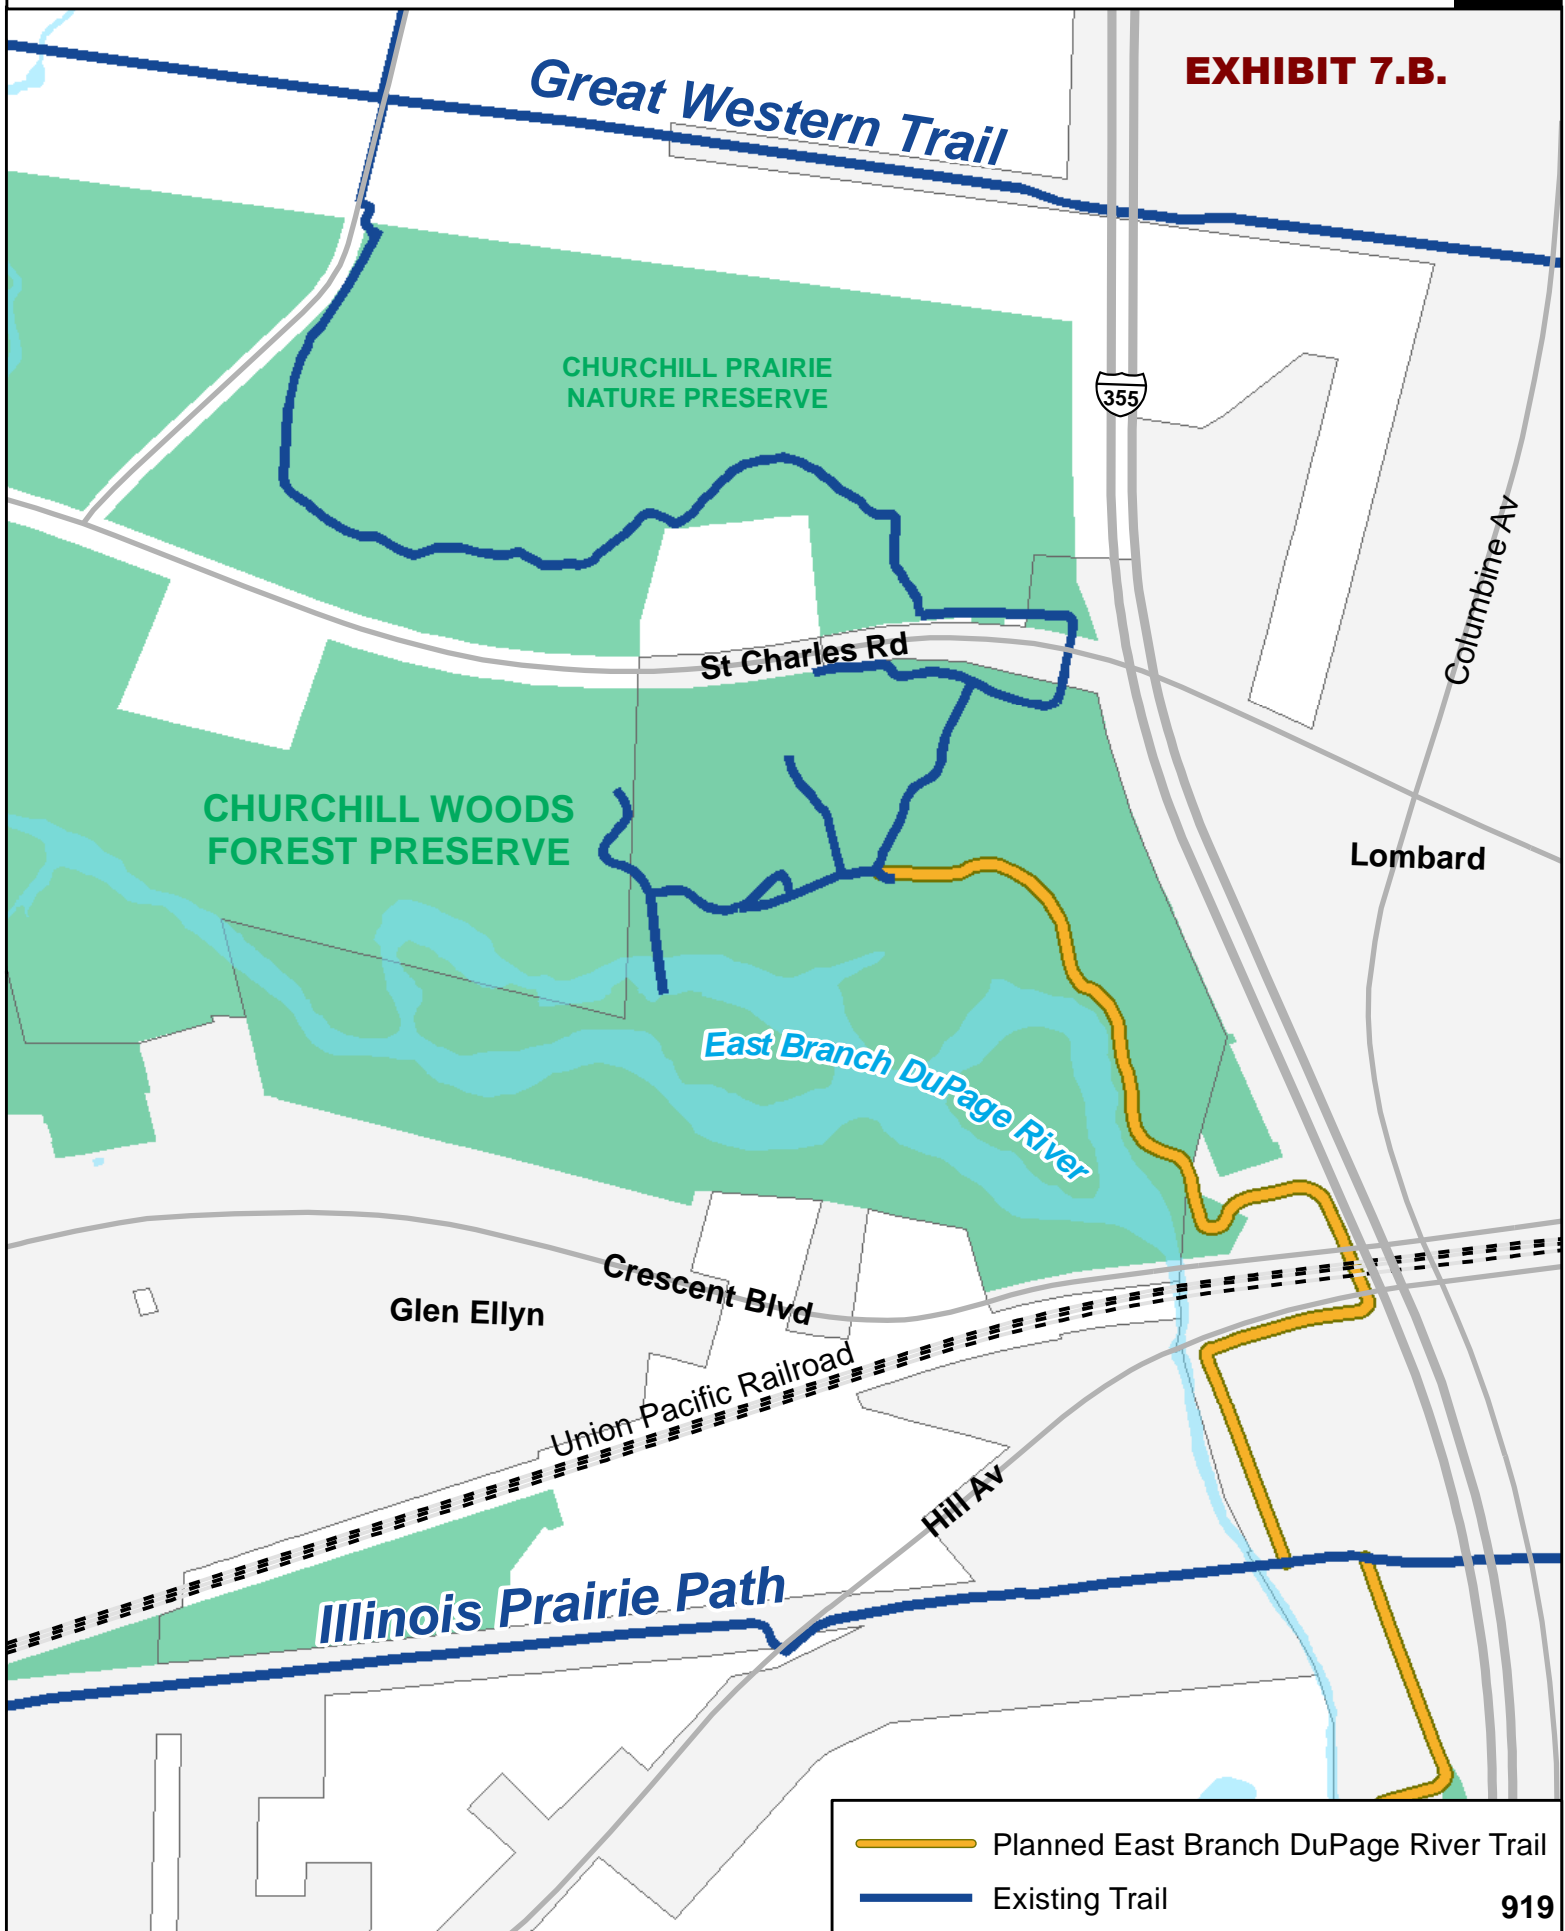 EXHIBIT 7.B.
Great Western Trail
CHURCHILL PRAIRIE
NATURE PRESERVE
355
Columbine Av
St Charles Rd
CHURCHILL WOODS
FOREST PRESERVE
Lombard
East Branch DuPage River
Crescent Blvd
Glen Ellyn
Union Pacific Railroad
Hill Av
Illinois Prairie Path
Planned East Branch DuPage River Trail
Existing Trail
919